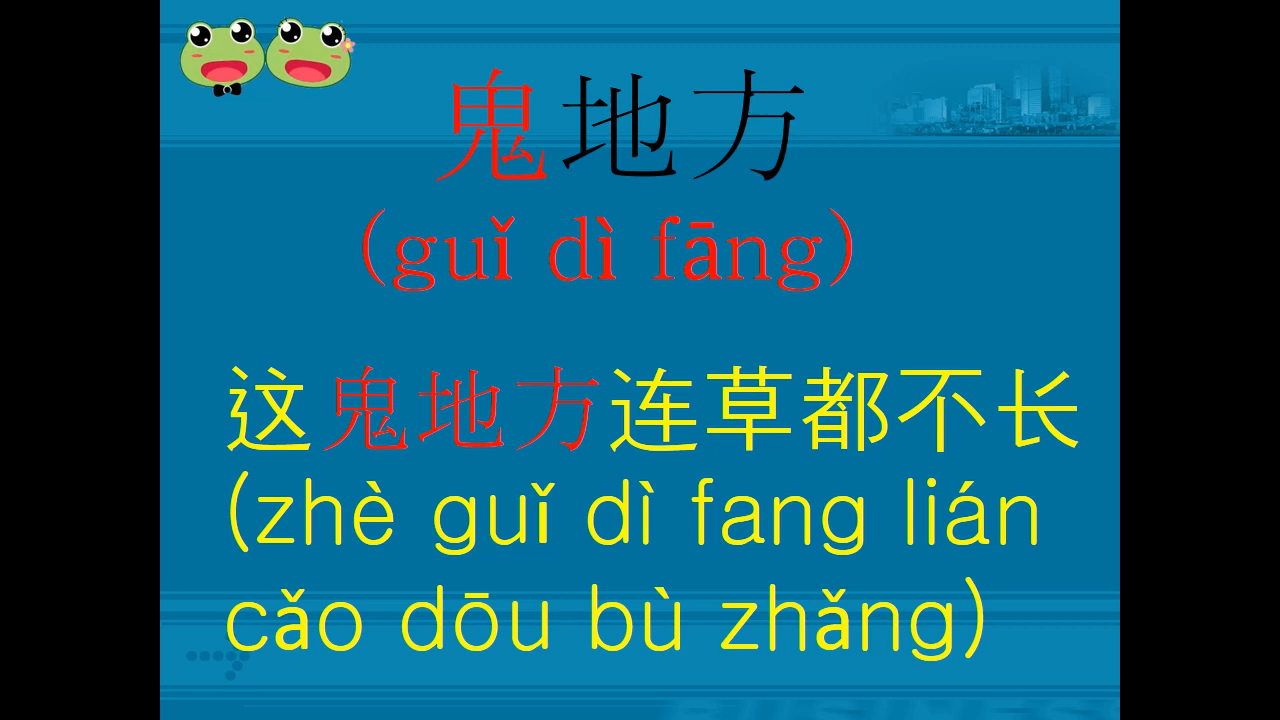 鬼地方
(guǐ dì fāng)
这鬼地方连草都不长
(zhè guǐ dì fang lián
cǎo dōu bù zhǎng)